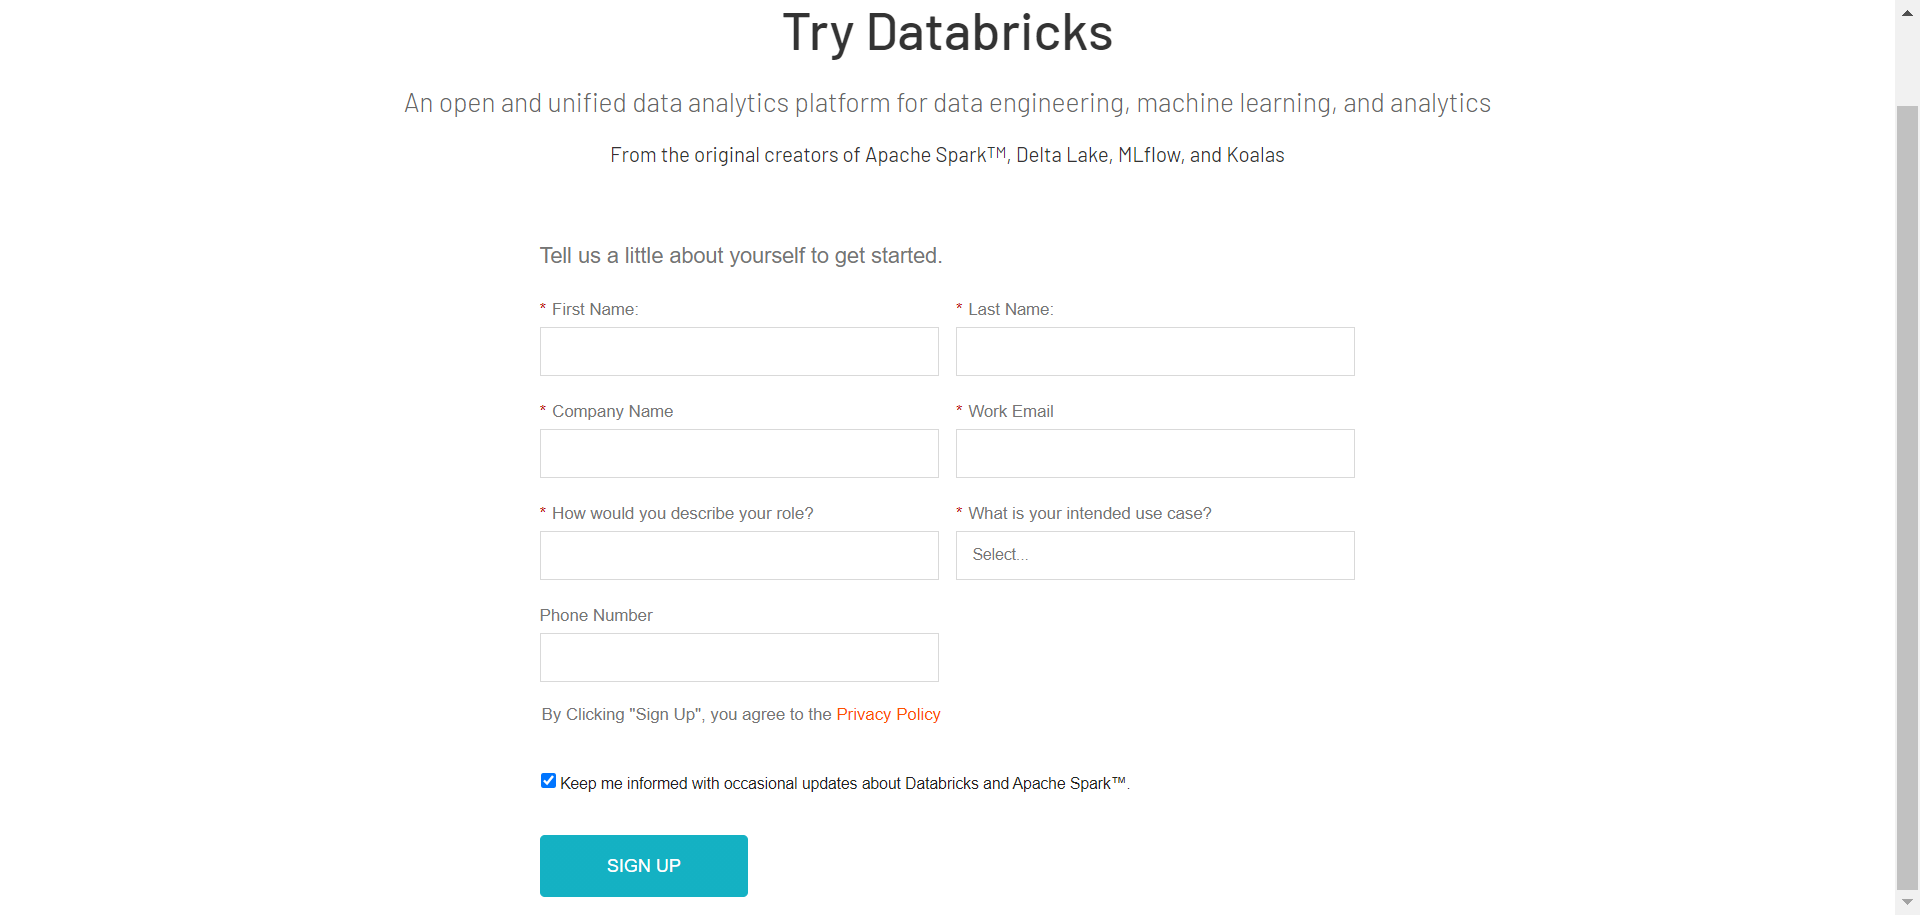 Try Databricks
An open and unified data analytics platform for data engineering, machine learning, and analytics
From the original creators of Apache Spark™, Delta Lake, MLflow, and Koalas
Tell us a little about yourself to get started.
* First Name:
* Last Name:
* Company Name
* Work Email
* How would you describe your role?
* What is your intended use case?
Select...
Phone Number
By Clicking "Sign Up", you agree to the Privacy Policy
Keep me informed with occasional updates about Databricks and Apache Spark™.
SIGN UP